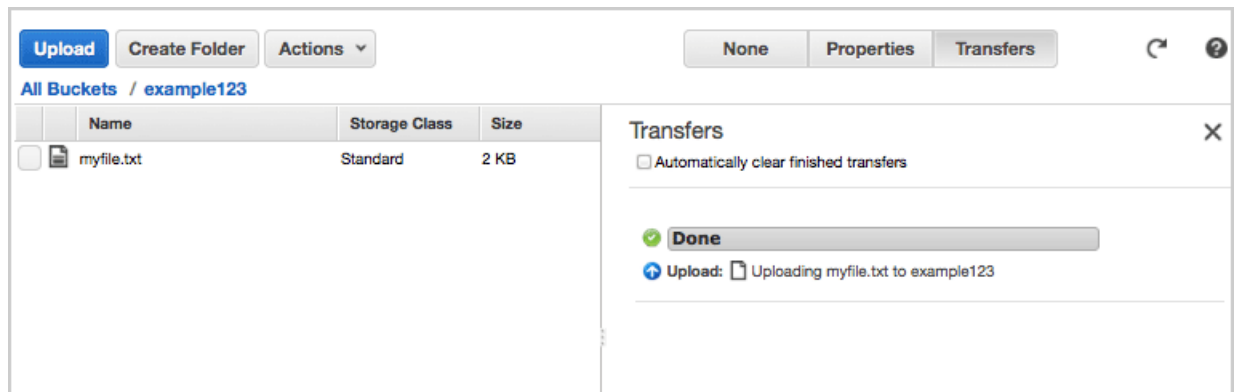 Upload Create Folder Actions None Properties Transfers
All Buckets / example123
Name Storage Class Size
myfile.txt Standard 2 KB
Transfers
Automatically clear finished transfers
Done
Upload: Uploading myfile.txt to example123